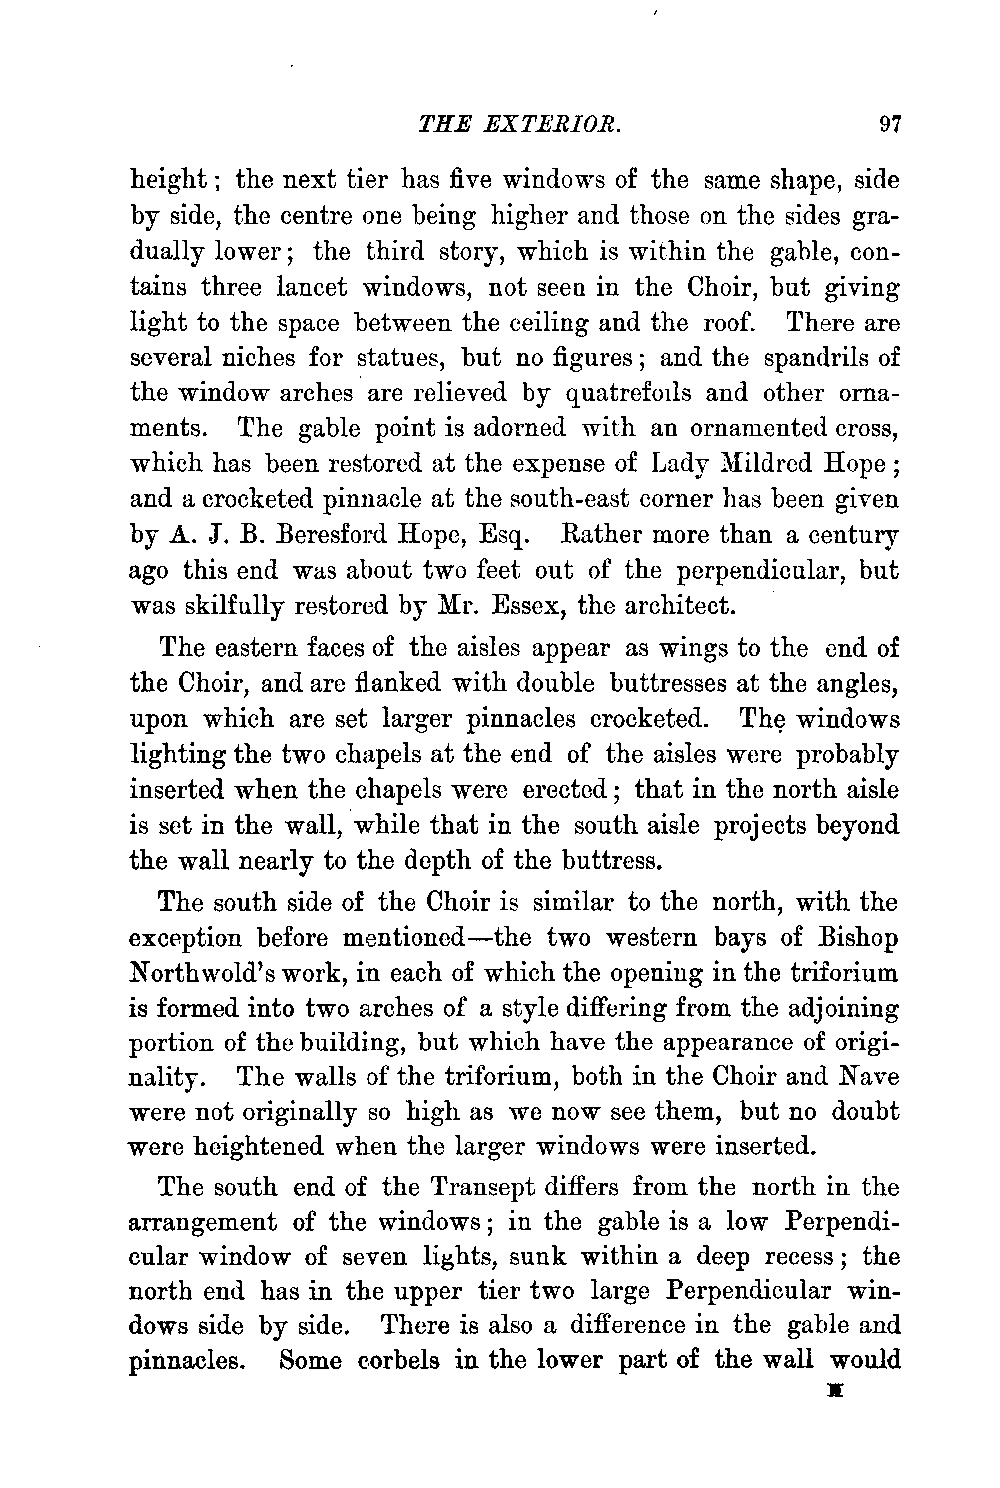 THE EXTERIOR. 97
height; the next tier has five windows of the same shape, side
by side, the centre one being higher and those on the sides gra-
dually lower; the third story, which is within the gable, con-
tains three lancet windows, not seen in the Choir, but giving
light to the space between the ceiling and the roof. There are
several niches for statues, but no figures; and the spandrils of
the window arches are relieved by quatrefoils and other orna-
ments. The gable point is adorned with an ornamented cross,
which has been restored at the expense of Lady Mildred Hope;
and a crocketed pinnacle at the south-east corner has been given
by A. J. B. Beresford Hope, Esq. Rather more than a century
ago this end was about two feet out of the perpendicular, but
was skilfully restored by Mr. Essex, the architect.
The eastern faces of the aisles appear as wings to the end of
the Choir, and are flanked with double buttresses at the angles,
upon which are set larger pinnacles crocketed. The windows
lighting the two chapels at the end of the aisles were probably
inserted when the chapels were erected; that in the north aisle
is set in the wall, while that in the south aisle projects beyond
the wall nearly to the depth of the buttress.
The south side of the Choir is similar to the north, with the
exception before mentioned—the two western bays of Bishop
Northwold's work, in each of which the opening in the triforium
is formed into two arches of a style differing from the adjoining
portion of the building, but which have the appearance of origi-
nality. The walls of the triforium, both in the Choir and Nave
were not originally so high as we now see them, but no doubt
were heightened when the larger windows were inserted.
The south end of the Transept differs from the north in the
arrangement of the windows; in the gable is a low Perpendi-
cular window of seven lights, sunk within a deep recess; the
north end has in the upper tier two large Perpendicular win-
dows side by side. There is also a difference in the gable and
pinnacles. Some corbels in the lower part of the wall would